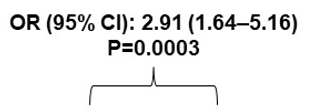 OR (95% CI): 2.91 (1.64–5.16)
P=0.0003